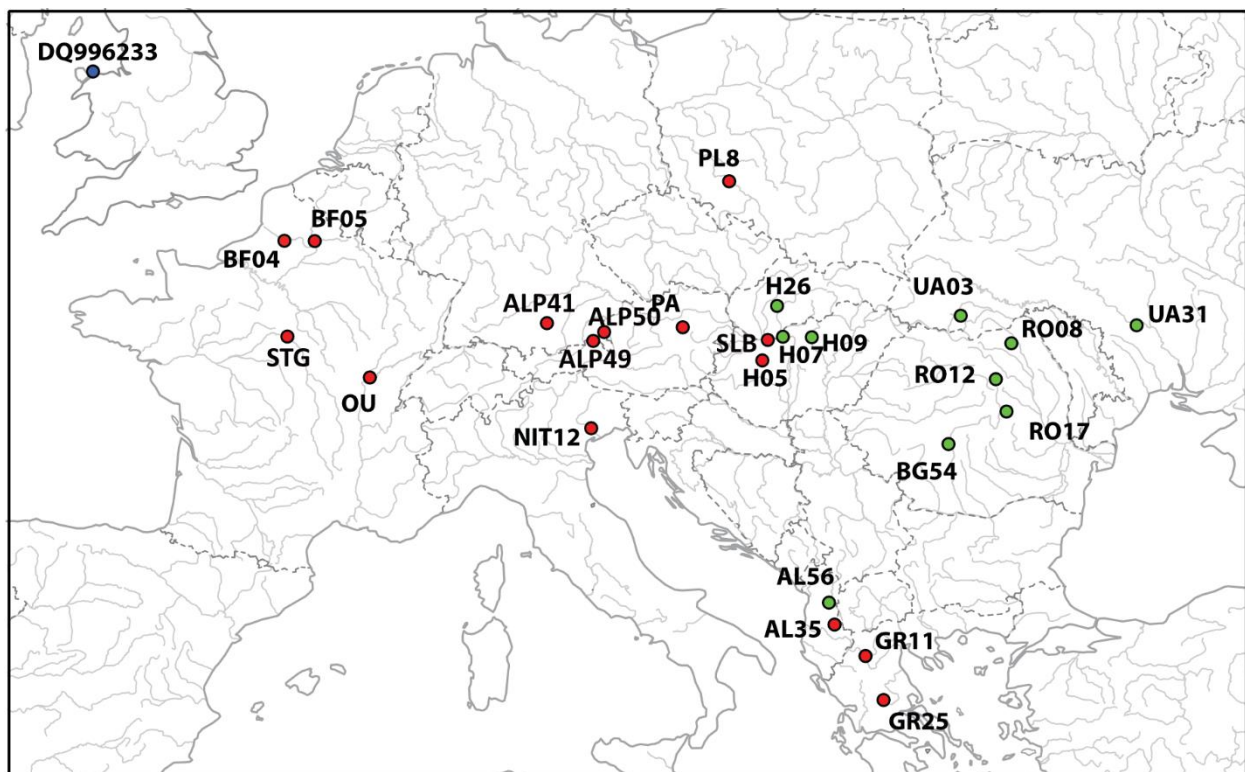 DQ996233
PL8
BF05
BF04
H26
UA03
ALP41
ALP50
PA
UA31
RO08
SLB
H07
H09
STG
ALP49
H05
RO12
OU
NIT12
RO17
BG54
AL56
AL35
GR11
GR25